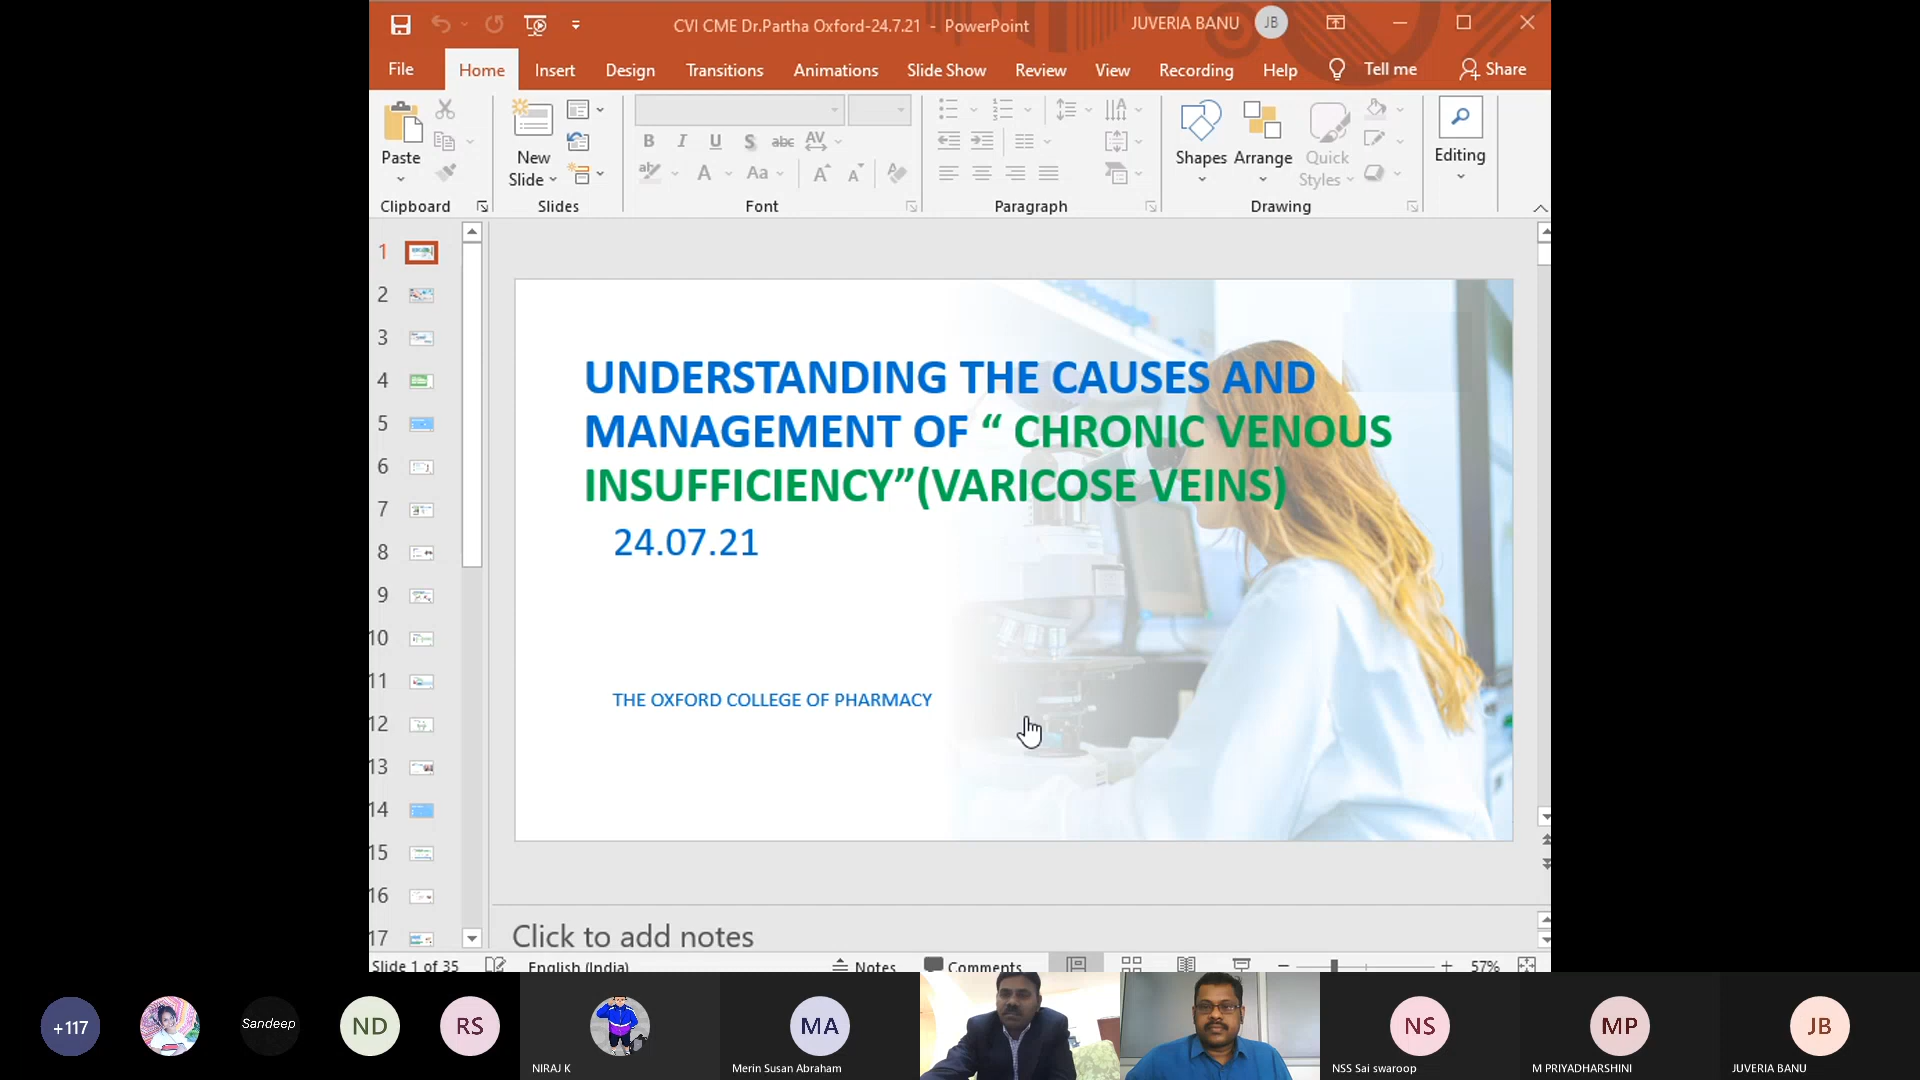 CVI CME Dr.Partha Oxford-24.7.21 - PowerPoint
JUVERIA BANU JB
File Home Insert Design Transitions Animations Slide Show Review View Recording Help Tell me Share
Paste
New
Slide
B I U S abc AV
A Aa A A
Shapes Arrange Quick
Styles
Editing
Clipboard Slides Font Paragraph Drawing
1
2
3
4
5
6
7
8
9
10
11
12
13
14
15
16
17
UNDERSTANDING THE CAUSES AND
MANAGEMENT OF “ CHRONIC VENOUS
INSUFFICIENCY”(VARICOSE VEINS)
24.07.21
THE OXFORD COLLEGE OF PHARMACY
Click to add notes
Slide 1 of 35 English (India) Notes Comments 57%
+117 Sandeep ND RS MA NS MP JB
NIRAJ K Merin Susan Abraham NSS Sai swaroop M PRIYADHARSHINI JUVERIA BANU